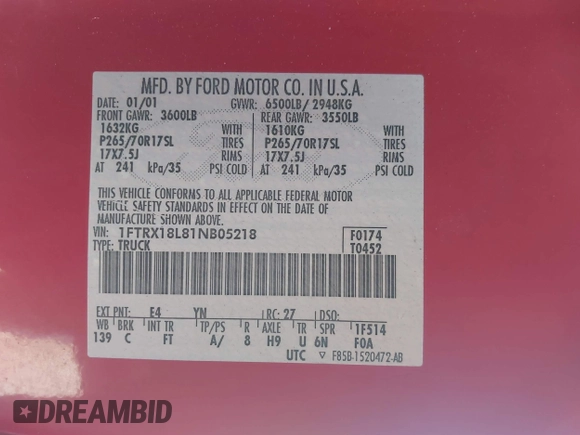 MFD. BY FORD MOTOR CO. IN U.S.A.
DATE: 01/01 GVWR: 6500LB/ 2948KG
FRONT GAWR: 3600LB REAR GAWR: 3550LB
1632KG WITH 1610KG WITH
P265/70R17SL TIRES P265/70R17SL TIRES
17X7.5J RIMS 17X7.5J RIMS
AT 241 kPa/35 PSI COLD AT 241 kPa/35 PSI COLD
THIS VEHICLE CONFORMS TO ALL APPLICABLE FEDERAL MOTOR
VEHICLE SAFETY STANDARDS IN EFFECT ON THE DATE OF
MANUFACTURE SHOWN ABOVE.
VIN: 1FTRX18L81NB05218 F0174
TYPE: TRUCK T0452
EXT PNT: E4 YN RC: 27 DSO:
WB BRK INT TR TP/PS R AXLE TR SPR 1F514
139 C FT A/ 8 H9 U 6N F0A
UTC ▽ F85B-1520472-AB
DREAMBID